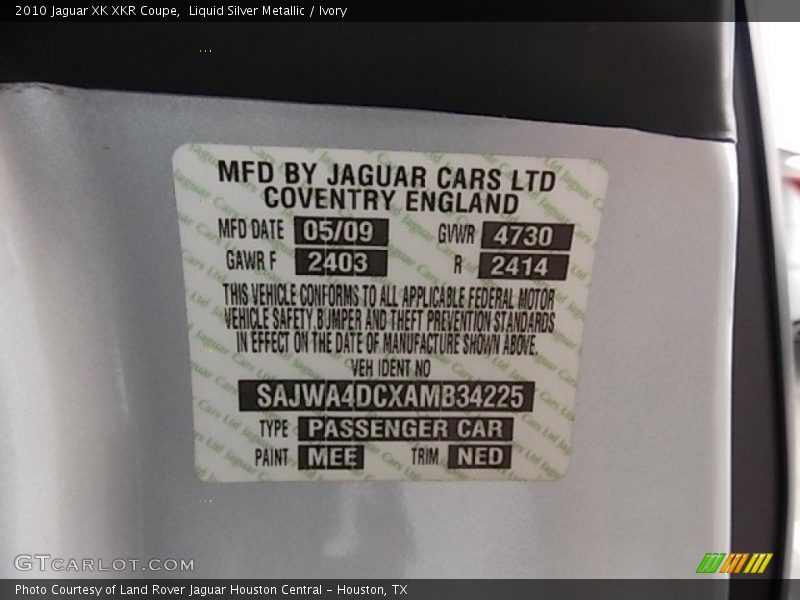 2010 Jaguar XK XKR Coupe,  Liquid Silver Metallic / Ivory
MFD BY JAGUAR CARS LTD
COVENTRY ENGLAND
MFD DATE 05/09 GVWR 4730
GAWR F 2403 R 2414
THIS VEHICLE CONFORMS TO ALL APPLICABLE FEDERAL MOTOR
VEHICLE SAFETY, BUMPER AND THEFT PREVENTION STANDARDS
IN EFFECT ON THE DATE OF MANUFACTURE SHOWN ABOVE.
VEH IDENT NO
SAJWA4DCXAMB34225
TYPE PASSENGER CAR
PAINT MEE TRIM NED
GTCARLOT.COM
Photo Courtesy of Land Rover Jaguar Houston Central – Houston, TX